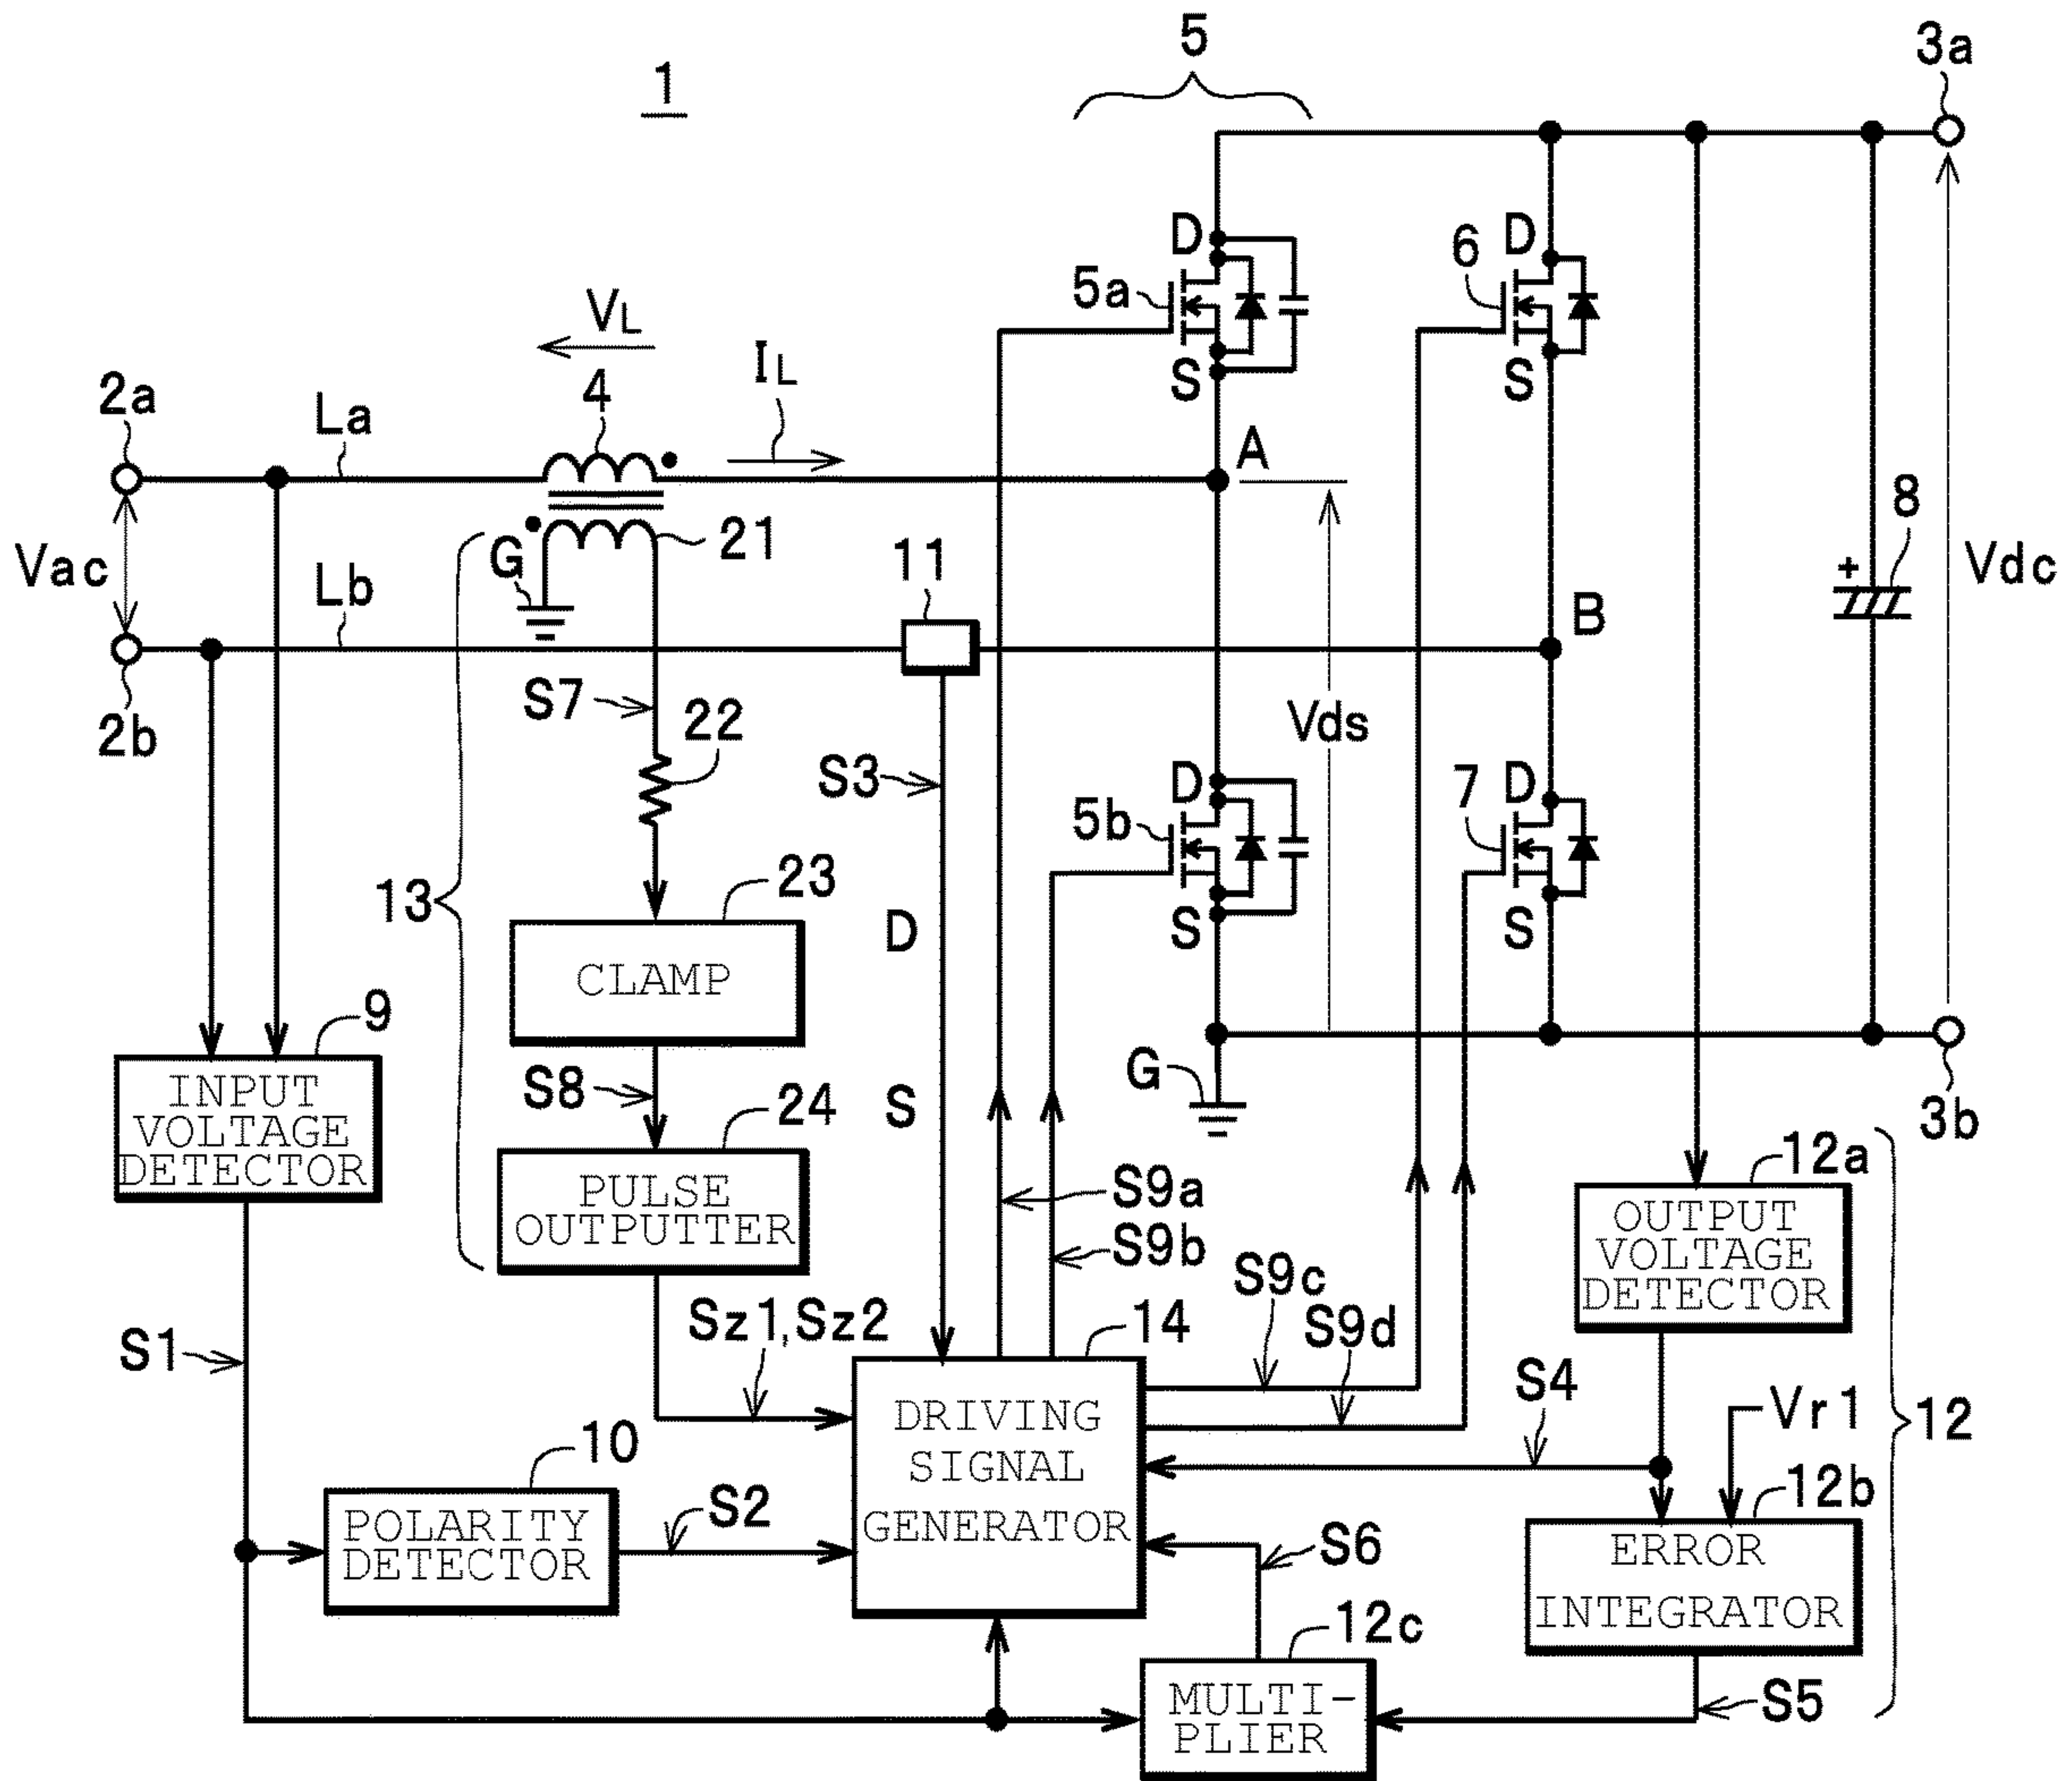 1
5
3a
D
D
6
5a
VL
IL
S
S
2a
La
4
A
8
Vac
G
21
11
+
Vdc
Lb
B
2b
S7
22
Vds
S3
D
D
7
5b
13
23
D
S
S
CLAMP
9
G
S8
24
S
3b
INPUT
VOLTAGE
DETECTOR
12a
PULSE
OUTPUTTER
S9a
S9b
OUTPUT
VOLTAGE
DETECTOR
S9c
Sz1,Sz2
14
S9d
S1
S4
Vr1
12
DRIVING
SIGNAL
GENERATOR
10
S2
12b
POLARITY
DETECTOR
S6
ERROR
INTEGRATOR
12c
MULTI-
PLIER
S5